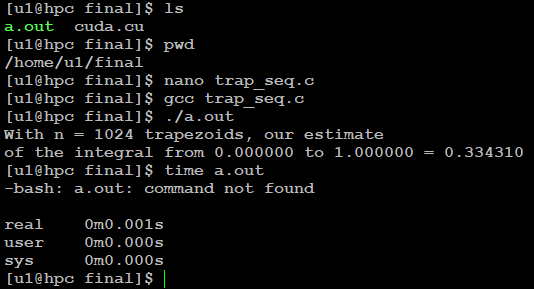 [u1@hpc final]$ ls
a.out  cuda.cu
[u1@hpc final]$ pwd
/home/u1/final
[u1@hpc final]$ nano trap_seq.c
[u1@hpc final]$ gcc trap_seq.c
[u1@hpc final]$ ./a.out
With n = 1024 trapezoids, our estimate
of the integral from 0.000000 to 1.000000 = 0.334310
[u1@hpc final]$ time a.out
-bash: a.out: command not found

real    0m0.001s
user    0m0.000s
sys     0m0.000s
[u1@hpc final]$